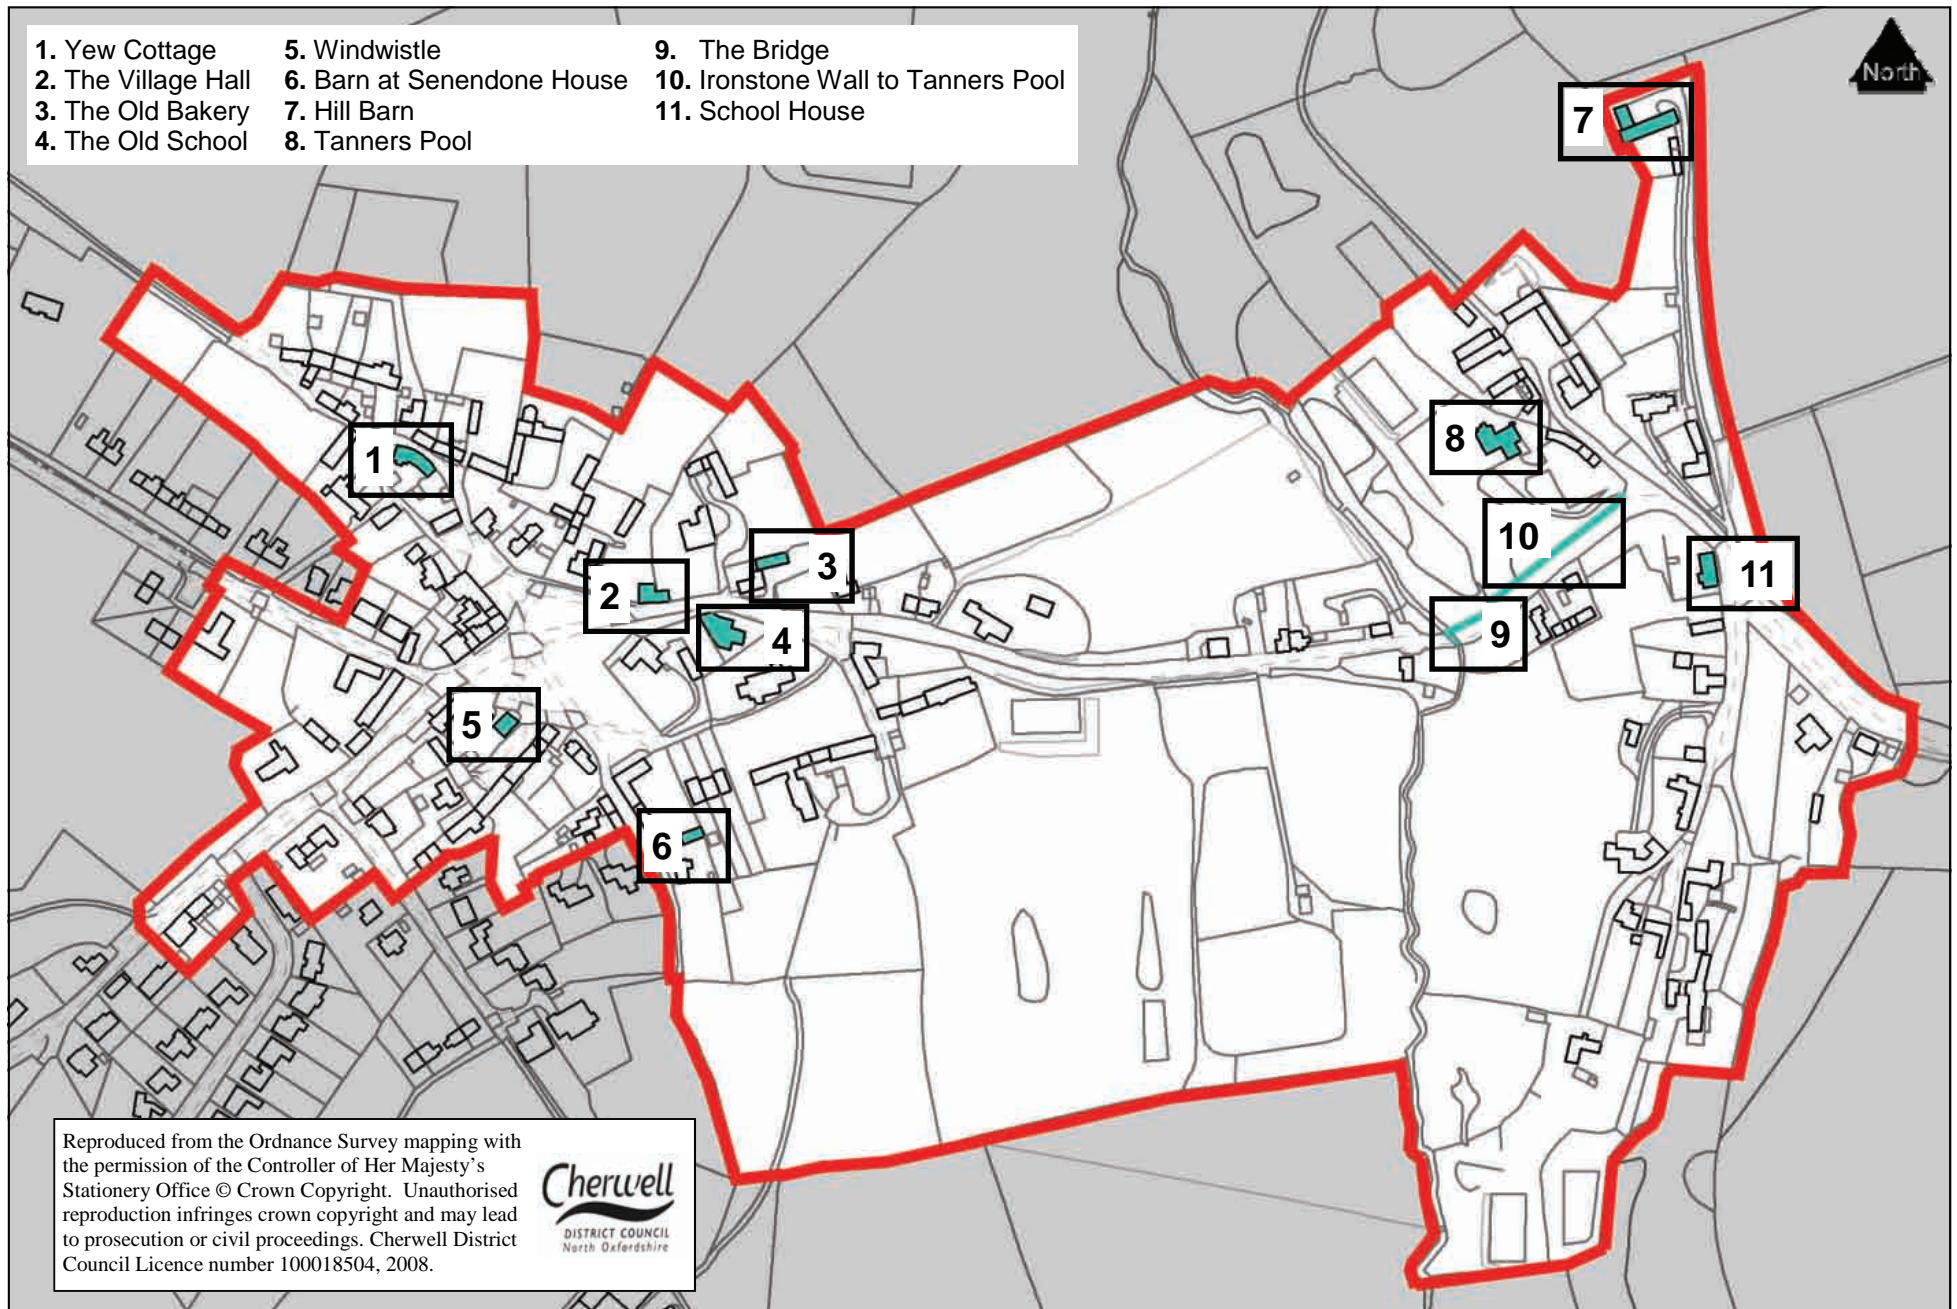 1. Yew Cottage
2. The Village Hall
3. The Old Bakery
4. The Old School
5. Windwistle
6. Barn at Senendone House
7. Hill Barn
8. Tanners Pool
9. The Bridge
10. Ironstone Wall to Tanners Pool
11. School House
North
7
8
1
10
3
11
2
4
9
5
6
Reproduced from the Ordnance Survey mapping with
the permission of the Controller of Her Majesty's
Stationery Office © Crown Copyright. Unauthorised
reproduction infringes crown copyright and may lead
to prosecution or civil proceedings. Cherwell District
Council Licence number 100018504, 2008.
Cherwell
DISTRICT COUNCIL
North Oxfordshire